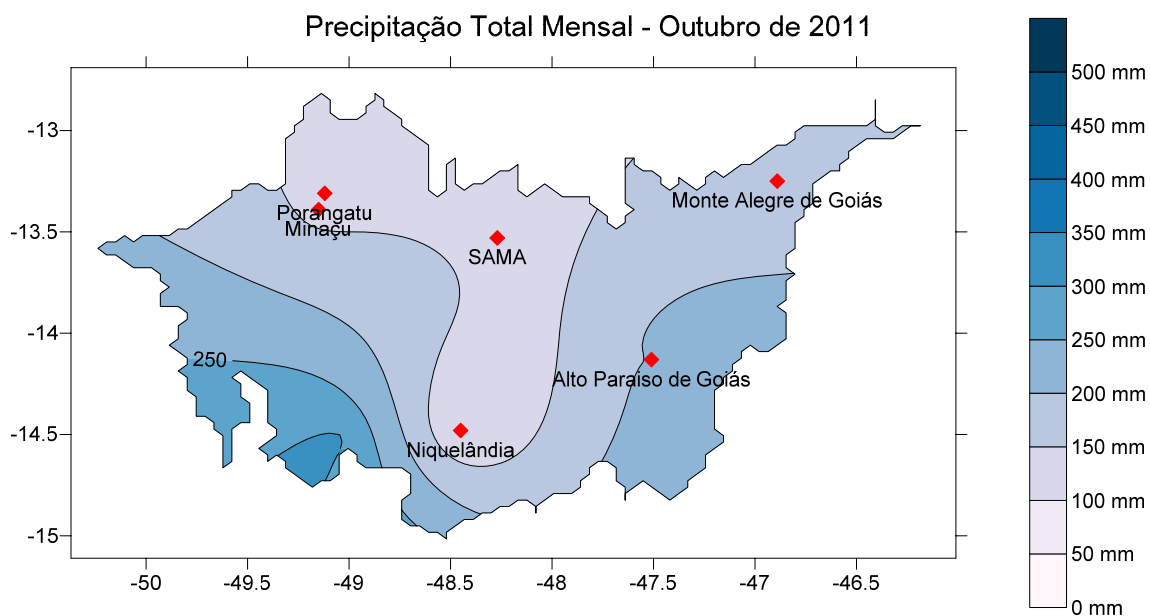 Precipitação Total Mensal - Outubro de 2011
500 mm
450 mm
400 mm
350 mm
300 mm
250 mm
200 mm
150 mm
100 mm
50 mm
0 mm
-13
-13.5
-14
-14.5
-15
Porangatu
Minaçu
SAMA
Monte Alegre de Goiás
250
Alto Paraiso de Goiás
Niquelândia
-50
-49.5
-49
-48.5
-48
-47.5
-47
-46.5